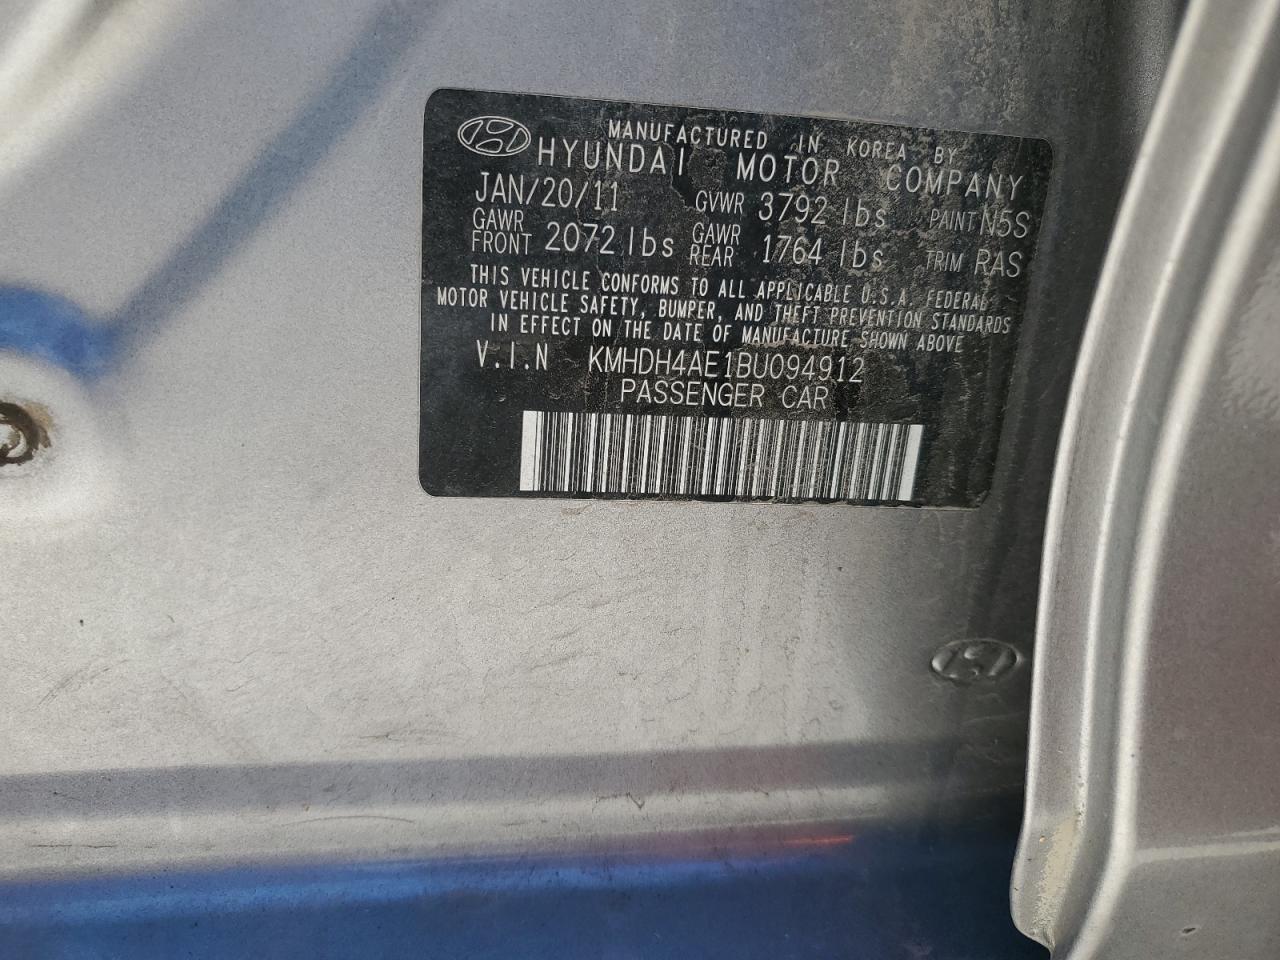 MANUFACTURED IN KOREA BY
HYUNDAI MOTOR COMPANY
JAN/20/11 GVWR 3792 lbs PAINT N5S
GAWR FRONT 2072 lbs GAWR REAR 1764 lbs TRIM RAS
THIS VEHICLE CONFORMS TO ALL APPLICABLE U.S.A. FEDERAL
MOTOR VEHICLE SAFETY, BUMPER, AND THEFT PREVENTION STANDARDS
IN EFFECT ON THE DATE OF MANUFACTURE SHOWN ABOVE
V.I.N KMHDH4AE1BU094912
PASSENGER CAR